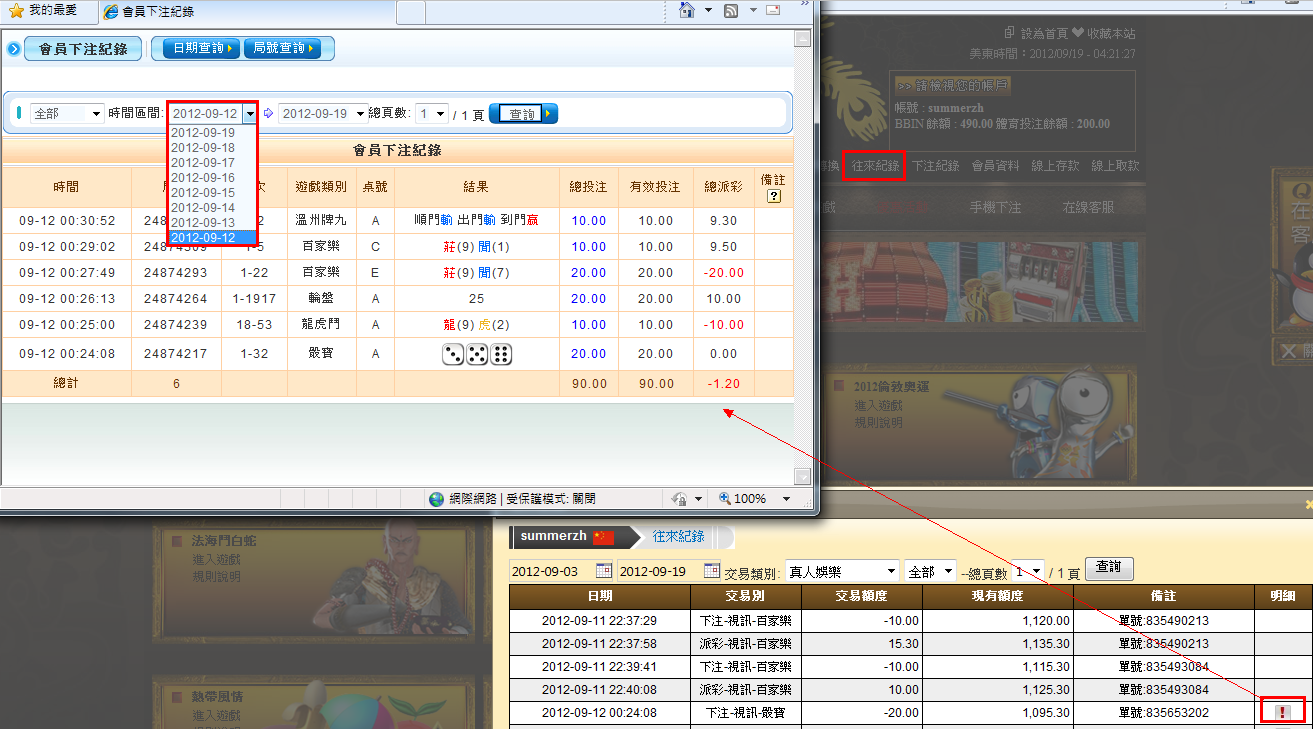 我的最愛 會員下注紀錄
會員下注紀錄 日期查詢 局號查詢
全部 時間區間: 2012-09-12 2012-09-19 總頁數: 1 / 1 頁 查詢
2012-09-19
2012-09-18
2012-09-17
2012-09-16
2012-09-15
2012-09-14
2012-09-13
2012-09-12
會員下注紀錄
時間 次 遊戲類別 桌號 結果 總投注 有效投注 總派彩 備註 ?
09-12 00:30:52 溫州牌九 A 順門輸 出門輸 到門贏 10.00 10.00 9.30
09-12 00:29:02 24874309 1-5 百家樂 C 莊(9) 閒(1) 10.00 10.00 9.50
09-12 00:27:49 24874293 1-22 百家樂 E 莊(9) 閒(7) 20.00 20.00 -20.00
09-12 00:26:13 24874264 1-1917 輪盤 A 25 20.00 20.00 10.00
09-12 00:25:00 24874239 18-53 龍虎鬥 A 龍(9) 虎(2) 10.00 10.00 -10.00
09-12 00:24:08 24874217 1-32 骰寶 A 20.00 20.00 0.00
總計 6 90.00 90.00 -1.20
網際網路 | 受保護模式: 關閉 100%
設為首頁 收藏本站
美東時間：2012/09/19 - 04:21:27
>> 請檢視您的帳戶
帳號 : summerzh
BBIN 餘額 : 490.00 體育投注餘額 : 200.00
轉換 往來紀錄 下注紀錄 會員資料 線上存款 線上取款
戲 手機下注 在線客服
在
客
關
2012倫敦奧運
進入遊戲
規則說明
法海鬥白蛇
進入遊戲
規則說明
熱帶風情
進入遊戲
summerzh 往來紀錄
2012-09-03 2012-09-19 交易類別: 真人娛樂 全部 --總頁數 1 / 1 頁 查詢
日期 交易別 交易額度 現有額度 備註 明細
2012-09-11 22:37:29 下注-視訊-百家樂 -10.00 1,120.00 單號:835490213
2012-09-11 22:37:58 派彩-視訊-百家樂 15.30 1,135.30 單號:835490213
2012-09-11 22:39:41 下注-視訊-百家樂 -10.00 1,115.30 單號:835493084
2012-09-11 22:40:08 派彩-視訊-百家樂 10.00 1,125.30 單號:835493084
2012-09-12 00:24:08 下注-視訊-骰寶 -20.00 1,095.30 單號:835653202 !